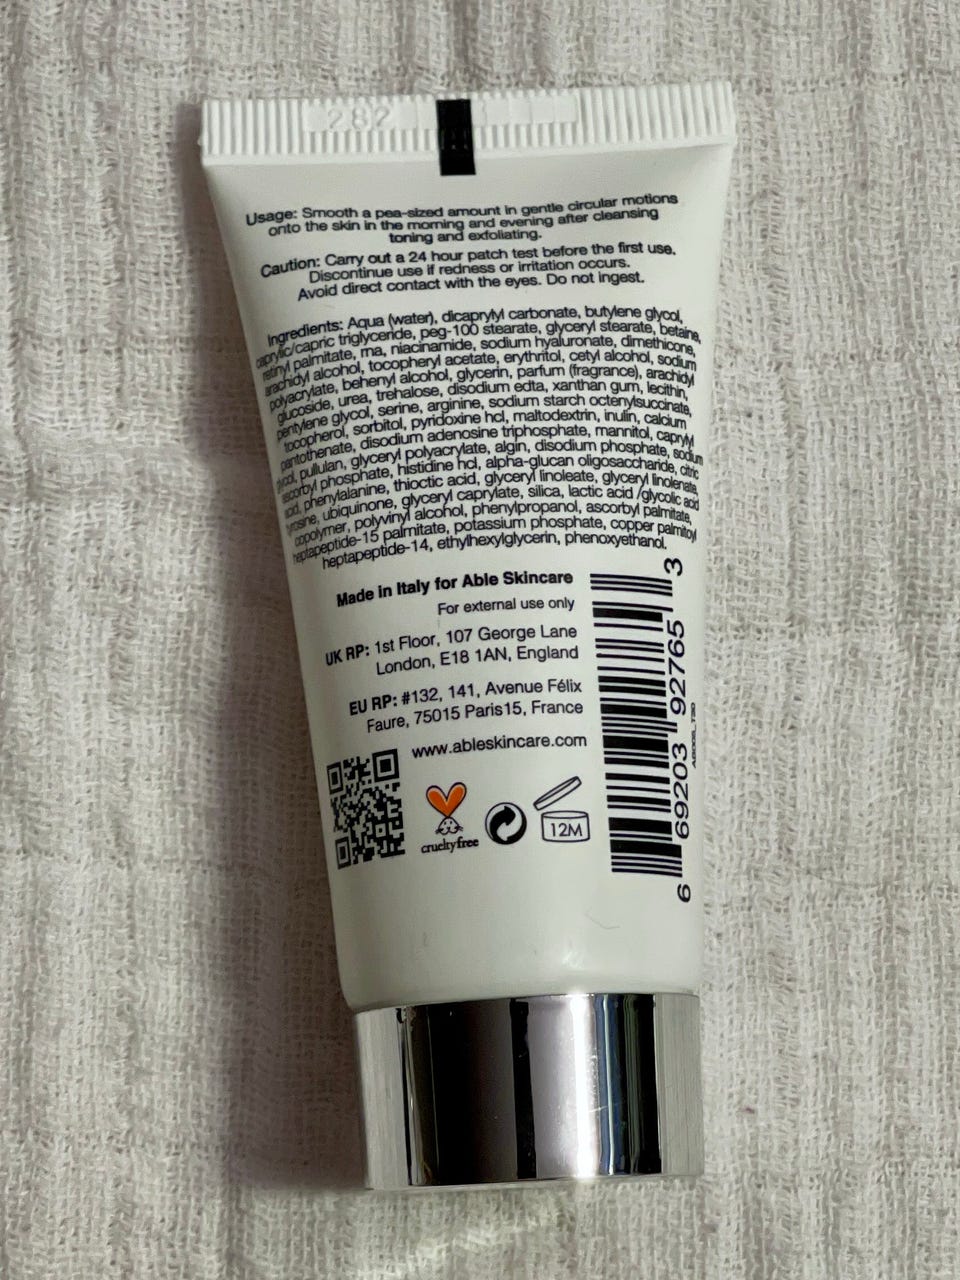 282
Usage: Smooth a pea-sized amount in gentle circular motions
onto the skin in the morning and evening after cleansing
toning and exfoliating.
Caution: Carry out a 24 hour patch test before the first use.
Discontinue use if redness or irritation occurs.
Avoid direct contact with the eyes. Do not ingest.
Ingredients: Aqua (water), dicaprylyl carbonate, butylene glycol,
caprylic/capric triglyceride, peg-100 stearate, glyceryl stearate, betaine,
retinyl palmitate, rna, niacinamide, sodium hyaluronate, dimethicone,
arachidyl alcohol, tocopheryl acetate, erythritol, cetyl alcohol, sodium
polyacrylate, behenyl alcohol, glycerin, parfum (fragrance), arachidyl
glucoside, urea, trehalose, disodium edta, xanthan gum, lecithin,
pentylene glycol, serine, arginine, sodium starch octenylsuccinate,
tocopherol, sorbitol, pyridoxine hcl, maltodextrin, inulin, calcium
pantothenate, disodium adenosine triphosphate, mannitol, caprylyl
glycol, pullulan, glyceryl polyacrylate, algin, disodium phosphate, sodium
ascorbyl phosphate, histidine hcl, alpha-glucan oligosaccharide, citric
acid, phenylalanine, thioctic acid, glyceryl linoleate, glyceryl linolenate,
tyrosine, ubiquinone, glyceryl caprylate, silica, lactic acid /glycolic acid
copolymer, polyvinyl alcohol, phenylpropanol, ascorbyl palmitate,
heptapeptide-15 palmitate, potassium phosphate, copper palmitoyl
heptapeptide-14, ethylhexylglycerin, phenoxyethanol.
Made in Italy for Able Skincare
For external use only
UK RP: 1st Floor, 107 George Lane
London, E18 1AN, England
EU RP: #132, 141, Avenue Félix
Faure, 75015 Paris15, France
www.ableskincare.com
crueltyfree
12M
6 69203 92765 3